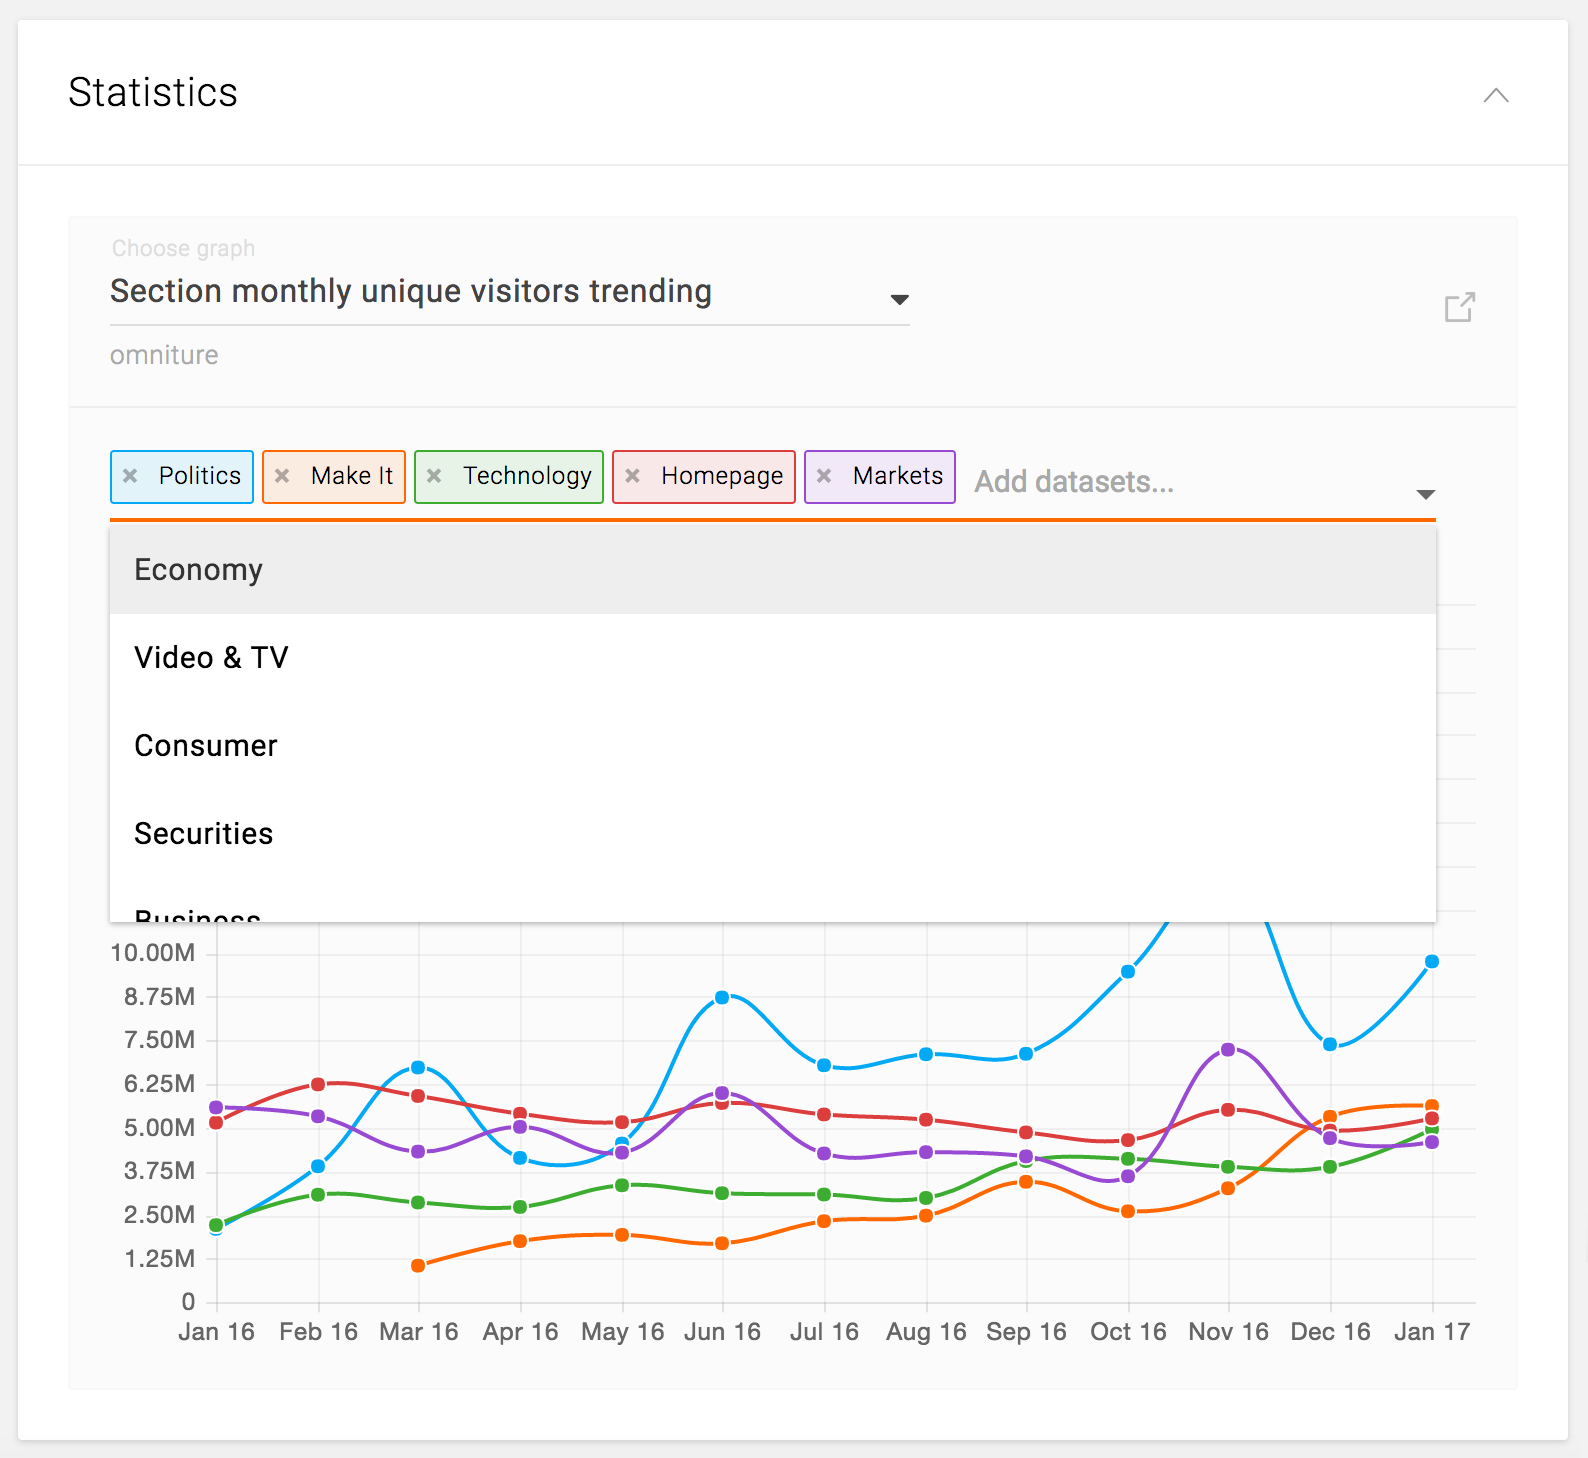 Statistics
Choose graph
Section monthly unique visitors trending
omniture
× Politics × Make It × Technology × Homepage × Markets Add datasets...
Economy
Video & TV
Consumer
Securities
Business
10.00M
8.75M
7.50M
6.25M
5.00M
3.75M
2.50M
1.25M
0
Jan 16 Feb 16 Mar 16 Apr 16 May 16 Jun 16 Jul 16 Aug 16 Sep 16 Oct 16 Nov 16 Dec 16 Jan 17